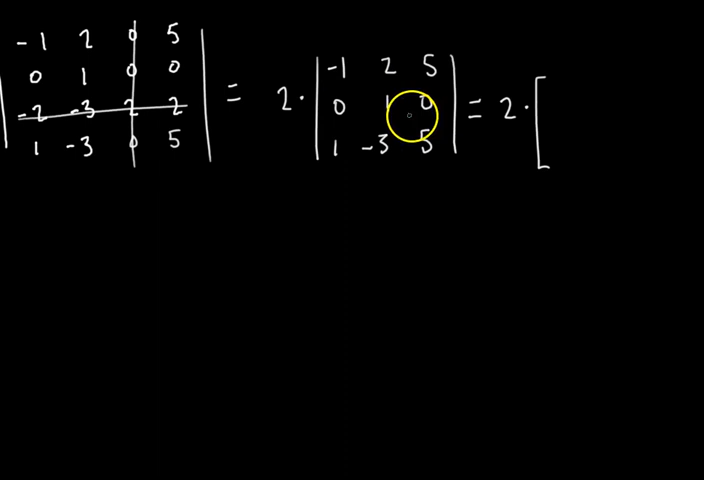 -1 2 0 5
0 1 0 0
-2 -3 2 2
1 -3 0 5
= 2 ·
-1 2 5
0 1 0
1 -3 5
= 2 · [